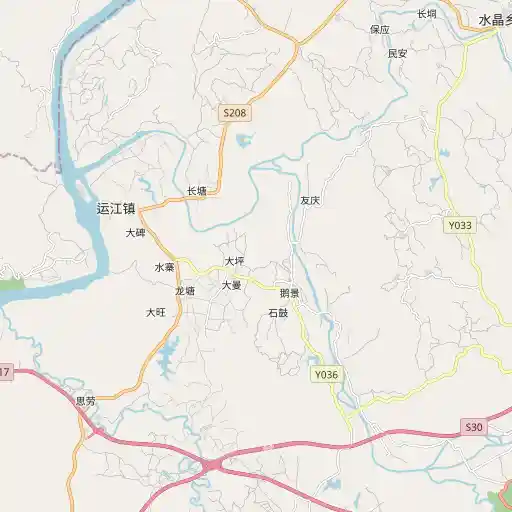 长垌
水晶乡
保应
民安
S208
长塘
友庆
运江镇
Y033
大碑
大坪
水寨
龙塘
大曼
鹅景
大旺
石鼓
17
Y036
思劳
S30